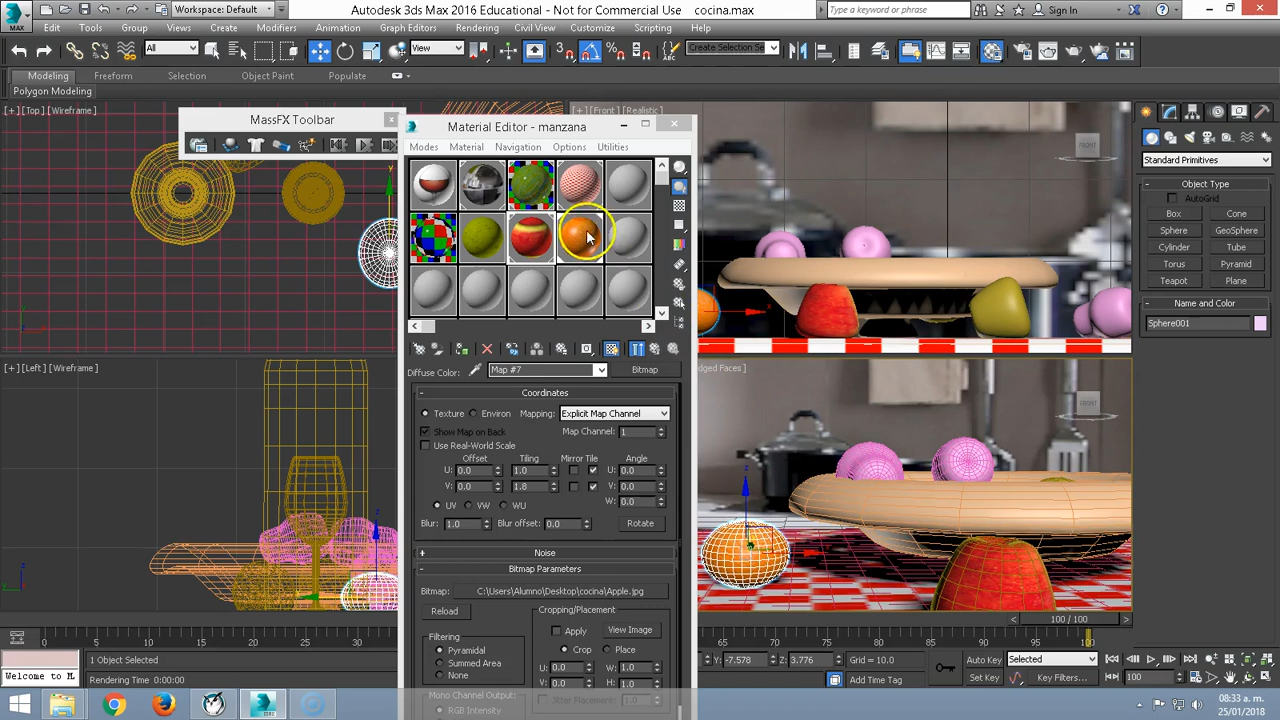 Workspace: Default
Autodesk 3ds Max 2016 Educational - Not for Commercial Use cocina.max
Type a keyword or phrase
Sign In
MAX
Edit Tools Group Views Create Modifiers Animation Graph Editors Rendering Civil View Customize Scripting Help
All
View
Create Selection Se
Modeling Freeform Selection Object Paint Populate
Polygon Modeling
[+] [Top] [Wireframe]
[+] [Front] [Realistic]
MassFX Toolbar
Material Editor - manzana
Modes Material Navigation Options Utilities
FRONT
Standard Primitives
Object Type
AutoGrid
Box Cone
Sphere GeoSphere
Cylinder Tube
Torus Pyramid
Teapot Plane
Name and Color
Sphere001
[+] [Left] [Wireframe]
dged Faces ]
FRONT
Diffuse Color: Map #7 Bitmap
Coordinates
Texture Environ Mapping: Explicit Map Channel
Show Map on Back Map Channel: 1
Use Real-World Scale
Offset Tiling Mirror Tile Angle
U: 0.0 1.0 U: 0.0
V: 0.0 1.8 V: 0.0
W: 0.0
UV VW WU
Blur: 1.0 Blur offset: 0.0 Rotate
Noise
Bitmap Parameters
Bitmap: C:\Users\Alumno\Desktop\cocina\Apple.jpg
Reload
Cropping/Placement
Apply View Image
Crop Place
Filtering
Pyramidal
Summed Area
None
U: 0.0 W: 1.0
V: 0.0 H: 1.0
Jitter Placement: 1.0
Mono Channel Output:
RGB Intensity
100 / 100
0 5 10 15 20 25 30 65 70 75 80 85 90 95 100
1 Object Selected
Welcome to M
Rendering Time 0:00:00
Y: -7.578 Z: 3.776 Grid = 10.0
Add Time Tag
Auto Key Selected
Set Key Key Filters...
100
08:33 a. m.
25/01/2018